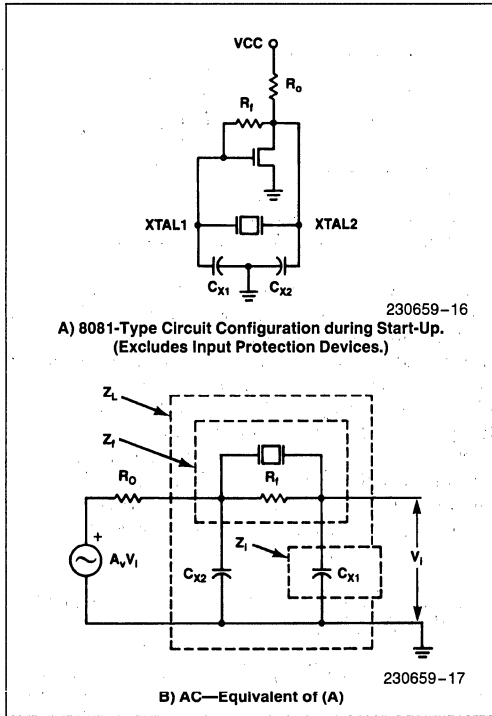 VCC
R₀
Rf
XTAL1 XTAL2
CX1 CX2
230659-16
A) 8081-Type Circuit Configuration during Start-Up.
(Excludes Input Protection Devices.)
ZL
Zf
RO Rf
Zi
+
AvVi CX2 CX1 Vi
230659-17
B) AC—Equivalent of (A)